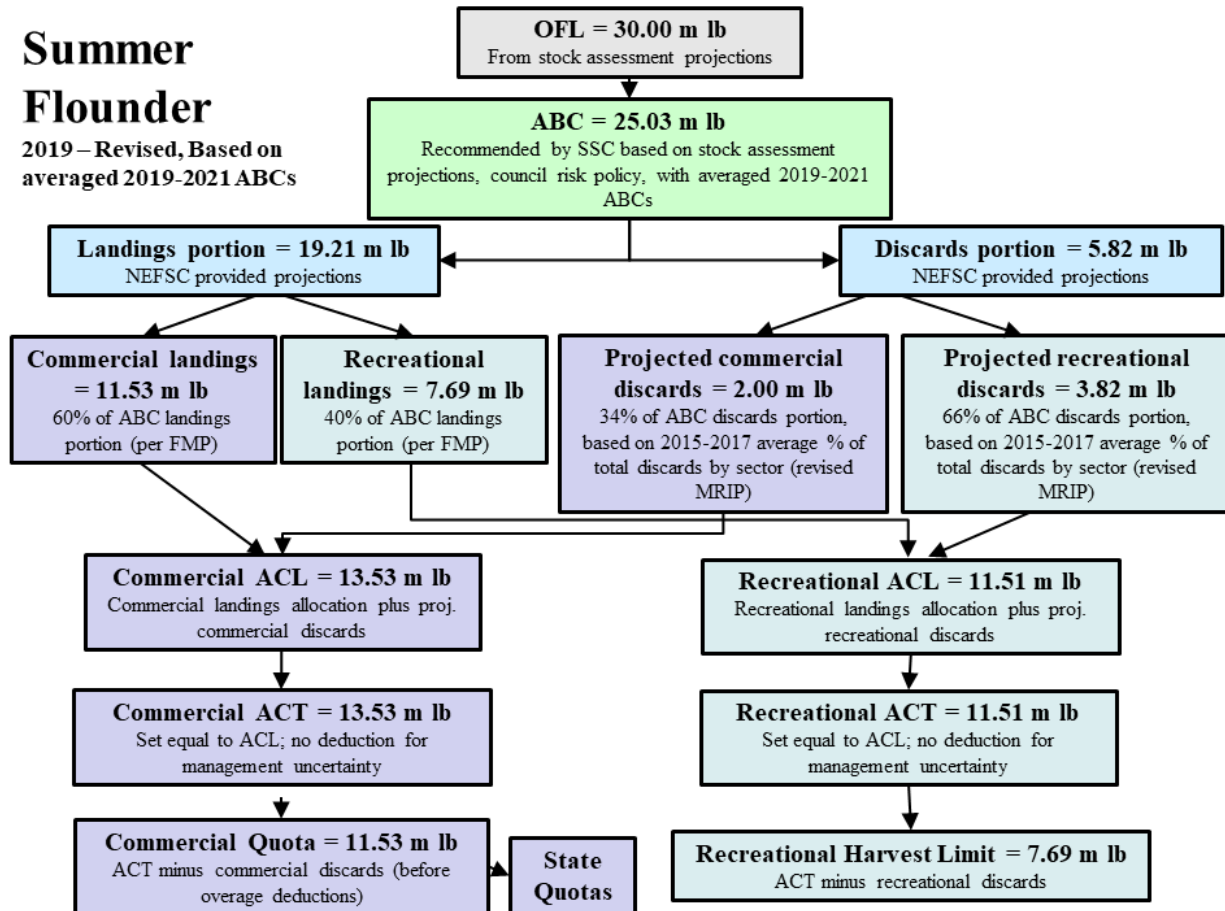 Summer
Flounder
2019 – Revised, Based on
averaged 2019-2021 ABCs
OFL = 30.00 m lb
From stock assessment projections
ABC = 25.03 m lb
Recommended by SSC based on stock assessment
projections, council risk policy, with averaged 2019-2021
ABCs
Landings portion = 19.21 m lb
NEFSC provided projections
Discards portion = 5.82 m lb
NEFSC provided projections
Commercial landings
= 11.53 m lb
60% of ABC landings
portion (per FMP)
Recreational
landings = 7.69 m lb
40% of ABC landings
portion (per FMP)
Projected commercial
discards = 2.00 m lb
34% of ABC discards portion,
based on 2015-2017 average % of
total discards by sector (revised
MRIP)
Projected recreational
discards = 3.82 m lb
66% of ABC discards portion,
based on 2015-2017 average % of
total discards by sector (revised
MRIP)
Commercial ACL = 13.53 m lb
Commercial landings allocation plus proj.
commercial discards
Recreational ACL = 11.51 m lb
Recreational landings allocation plus proj.
recreational discards
Commercial ACT = 13.53 m lb
Set equal to ACL; no deduction for
management uncertainty
Recreational ACT = 11.51 m lb
Set equal to ACL; no deduction for
management uncertainty
Commercial Quota = 11.53 m lb
ACT minus commercial discards (before
overage deductions)
State
Quotas
Recreational Harvest Limit = 7.69 m lb
ACT minus recreational discards